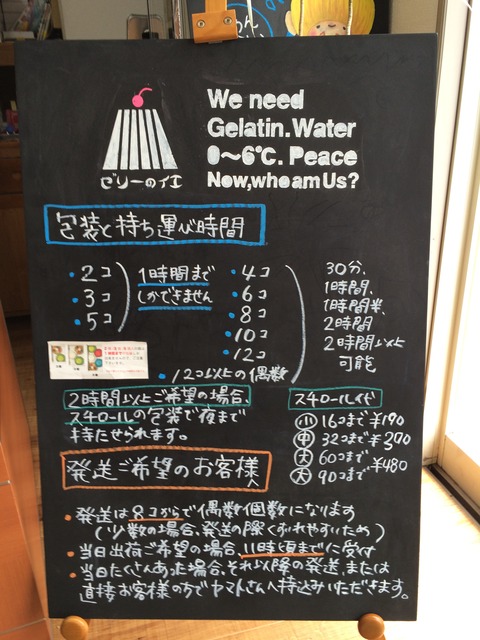 We need
Gelatin.Water
0〜6℃. Peace
Now,who am Us?
ゼリーのイエ
包装と持ち運び時間
・2コ
3コ
・5コ
1時間まで
しかできません
・4コ
・6コ
・8コ
・10コ
・12コ
・12コ以上の偶数
30分、
1時間、
1時間半、
2時間
2時間以上
可能
2時間以上ご希望の場合、
スチロールの包装で夜まで
持たせられます。
スチロール代
小 16コまで¥190
中 32コまで¥390
大 60コまで
大 90コまで ¥480
発送ご希望のお客様
・発送は8コからで偶数個数になります
(少数の場合、発送の際くずれやすいため)
・当日出荷ご希望の場合、11時頃までに受付
・当日たくさんあった場合、それ以降の発送、または
直接お客様の方でヤマトさんへ持込みいただきます。